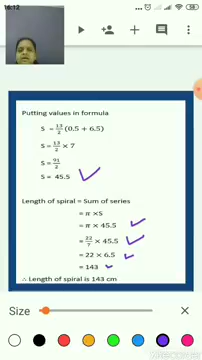 16:12
Putting values in formula
S = 13/2 (0.5 + 6.5)
S = 13/2 × 7
S = 91/2
S = 45.5
Length of spiral = Sum of series
= π ×S
= π × 45.5
= 22/7 × 45.5
= 22 × 6.5
= 143
∴ Length of spiral is 143 cm
Size